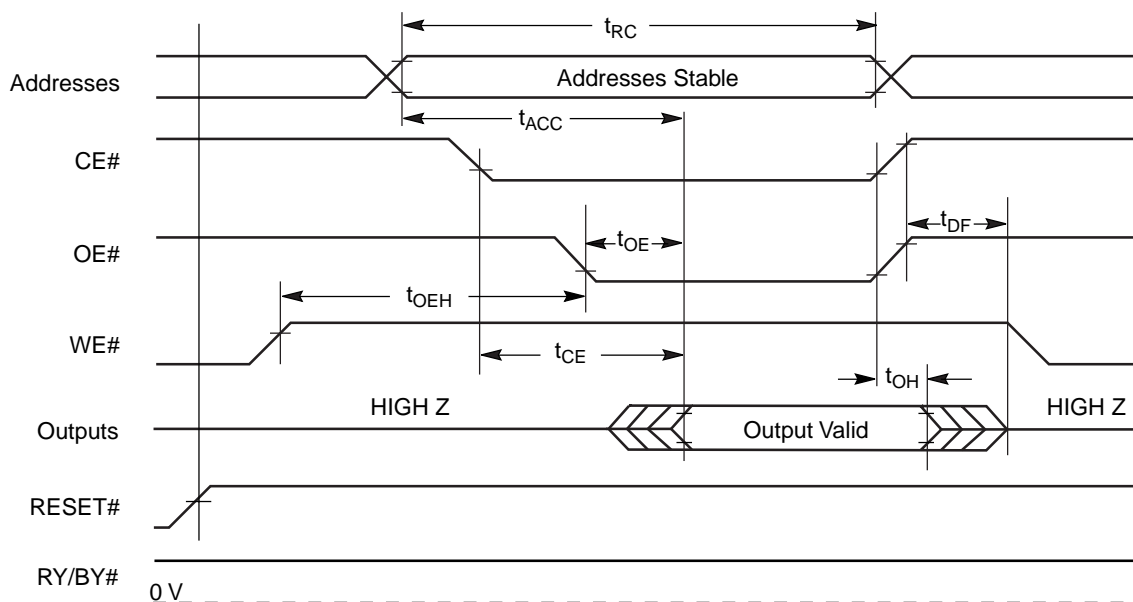 tRC
Addresses
Addresses Stable
tACC
CE#
tDF
OE#
tOE
tOEH
WE#
tCE
tOH
HIGH Z
HIGH Z
Outputs
Output Valid
RESET#
RY/BY#
0 V